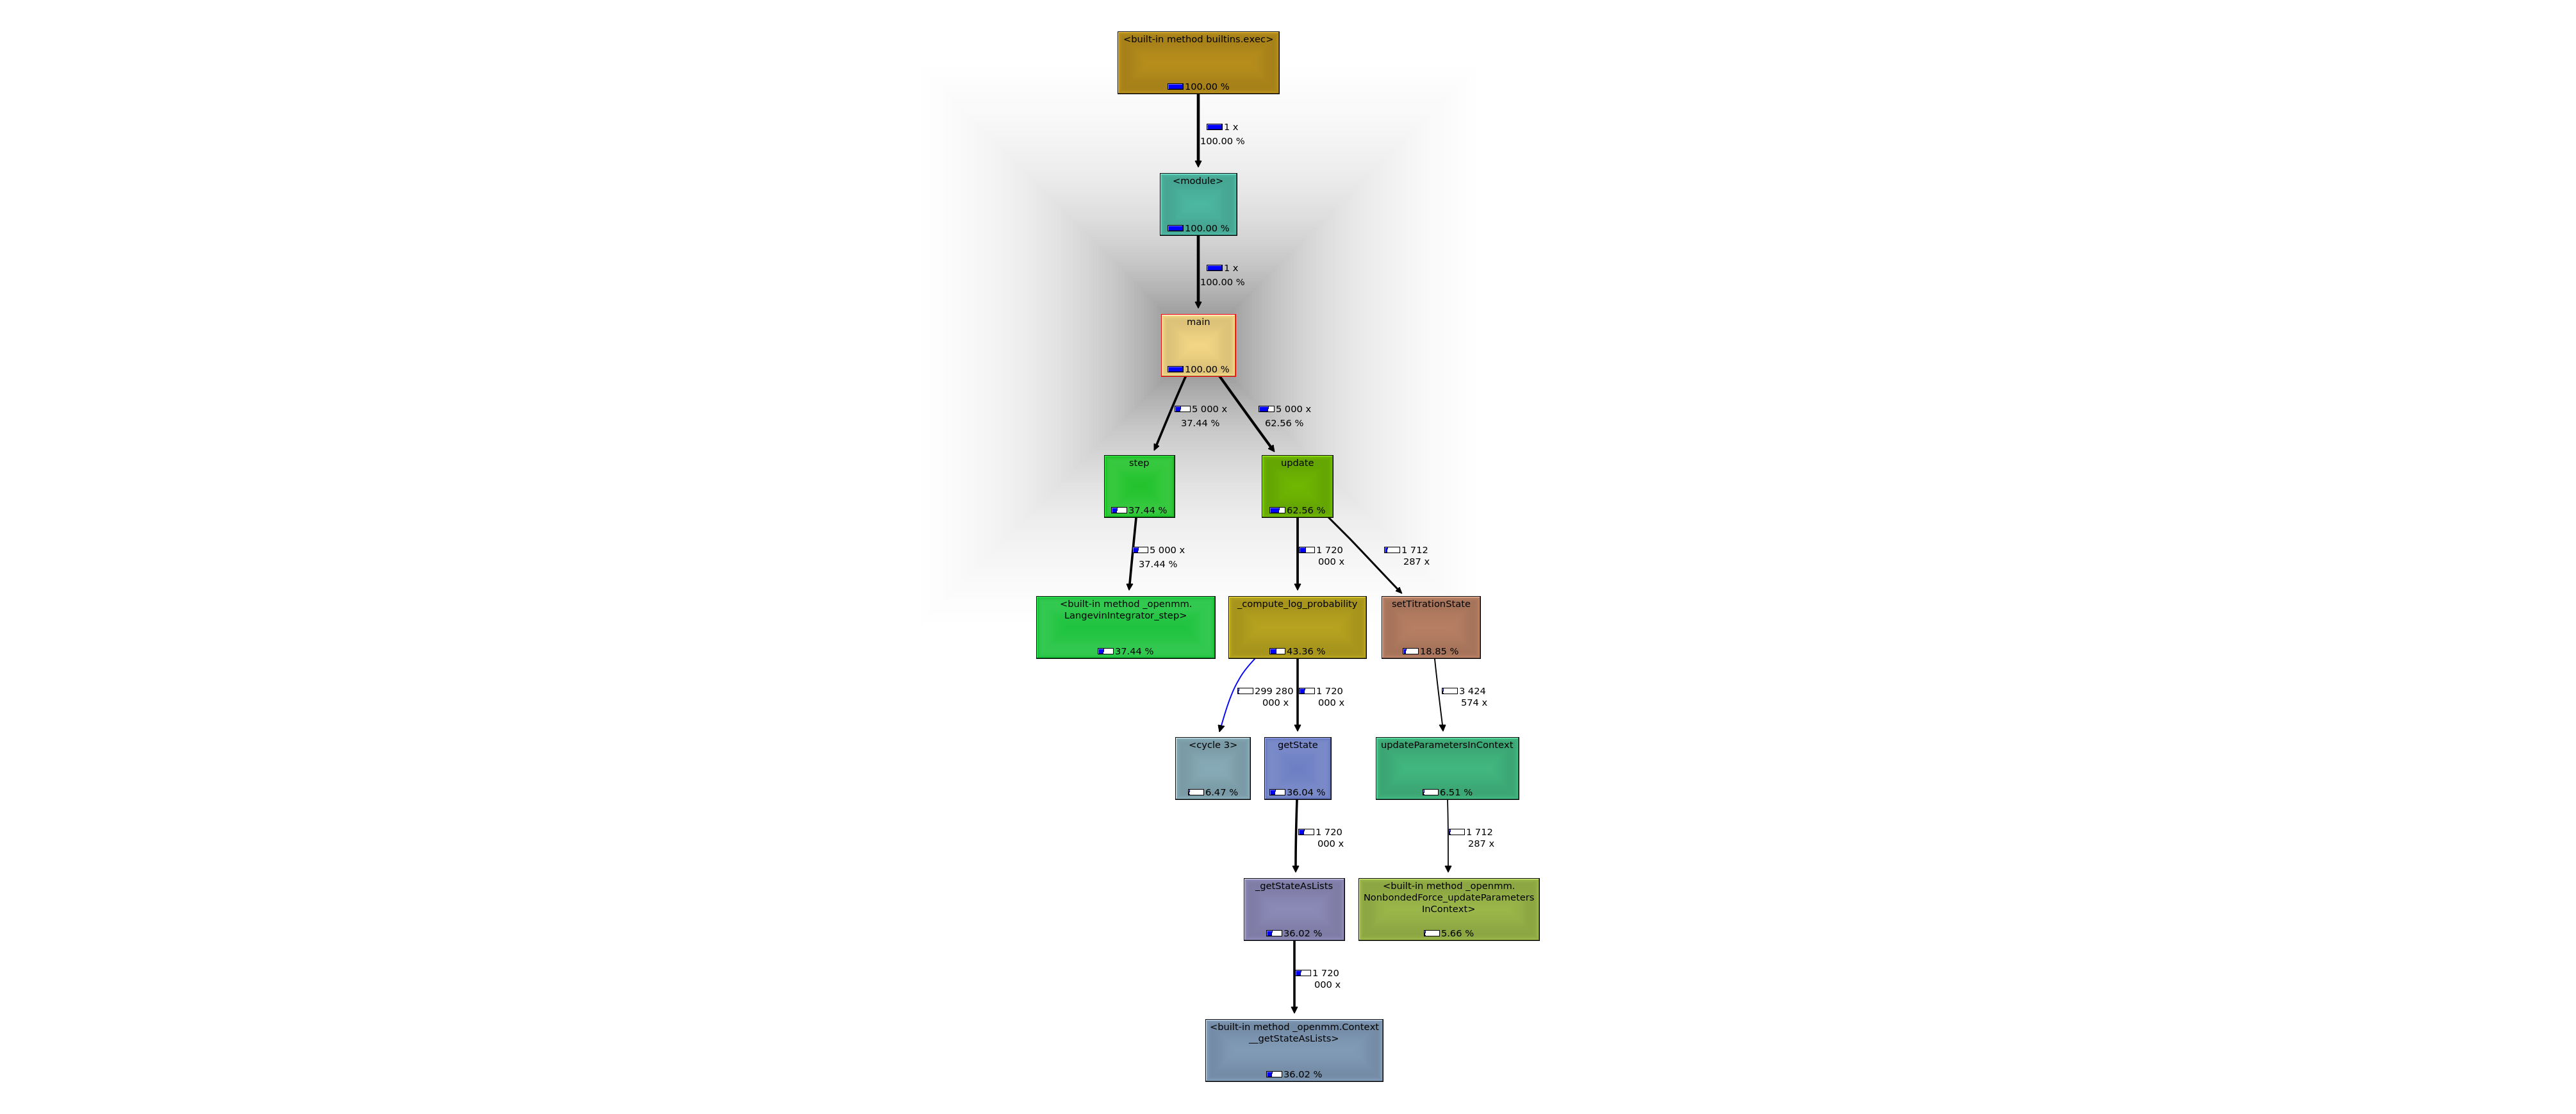 <built-in method builtins.exec>
100.00 %
1 x
100.00 %
<module>
100.00 %
1 x
100.00 %
main
100.00 %
5 000 x
37.44 %
5 000 x
62.56 %
step
37.44 %
update
62.56 %
5 000 x
37.44 %
1 720
000 x
1 712
287 x
<built-in method _openmm.
LangevinIntegrator_step>
37.44 %
_compute_log_probability
43.36 %
setTitrationState
18.85 %
299 280
000 x
1 720
000 x
3 424
574 x
<cycle 3>
6.47 %
getState
36.04 %
updateParametersInContext
6.51 %
1 720
000 x
1 712
287 x
_getStateAsLists
36.02 %
<built-in method _openmm.
NonbondedForce_updateParameters
InContext>
5.66 %
1 720
000 x
<built-in method _openmm.Context
__getStateAsLists>
36.02 %